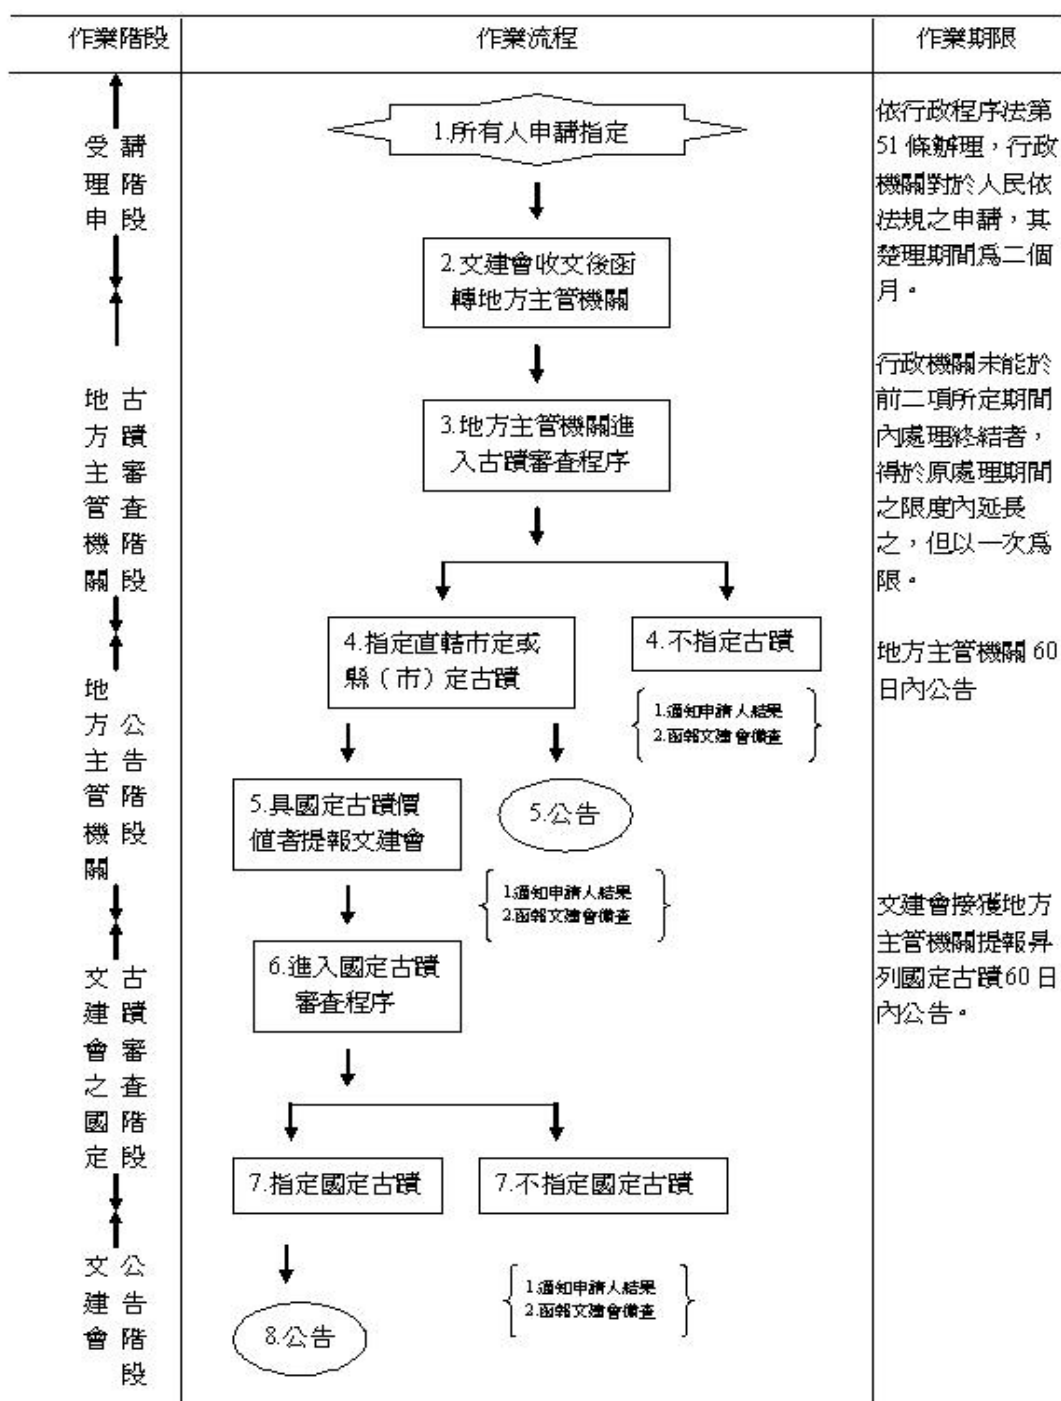 作業階段
作業流程
作業期限
受理申
請階段
地方主管機關
古蹟審查階段
地方主管機關
公告階段
文建會之國定
古蹟審查階段
文建會
公告階段
1.所有人申請指定
2.文建會收文後函
轉地方主管機關
3.地方主管機關進
入古蹟審查程序
4.指定直轄市定或
縣（市）定古蹟
4.不指定古蹟
1.通知申請人結果
2.函報文建會備查
5.具國定古蹟價
值者提報文建會
5.公告
1.通知申請人結果
2.函報文建會備查
6.進入國定古蹟
審查程序
7.指定國定古蹟
7.不指定國定古蹟
1.通知申請人結果
2.函報文建會備查
8.公告
依行政程序法第
51 條辦理，行政
機關對於人民依
法規之申請，其
楚理期間為二個
月。
行政機關未能於
前二項所定期間
內處理終結者，
得於原處理期間
之限度內延長
之，但以一次為
限。
地方主管機關 60
日內公告
文建會接獲地方
主管機關提報昇
列國定古蹟60 日
內公告。